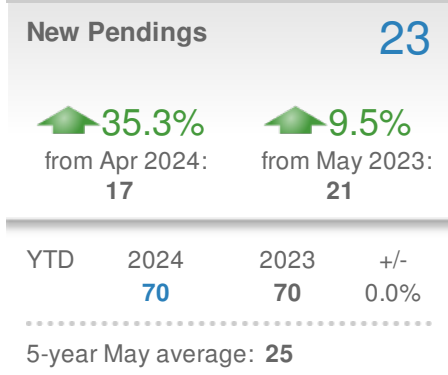 New Pendings 23
35.3% 9.5%
from Apr 2024: from May 2023:
17 21
YTD 2024 2023 +/-
70 70 0.0%
5-year May average: 25